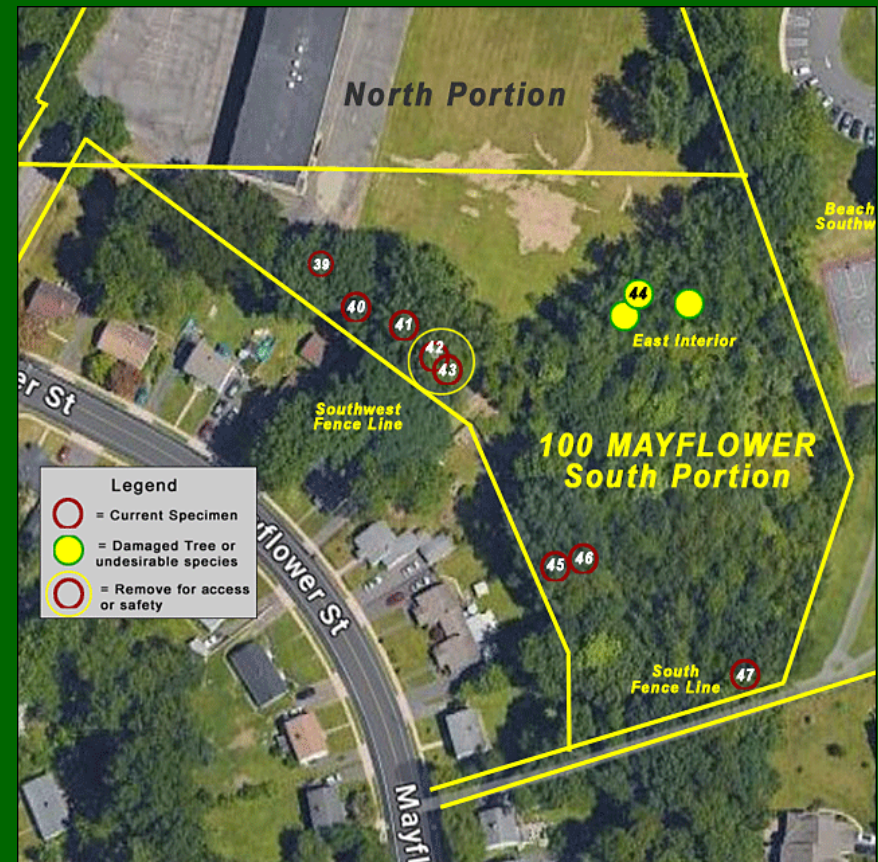 North Portion
Beach
Southw
39
40
41
42
43
44
East Interior
Southwest
Fence Line
100 MAYFLOWER
South Portion
er St
Legend
= Current Specimen
= Damaged Tree or
undesirable species
= Remove for access
or safety
yflower St
45
46
South
Fence Line
47
Mayfl